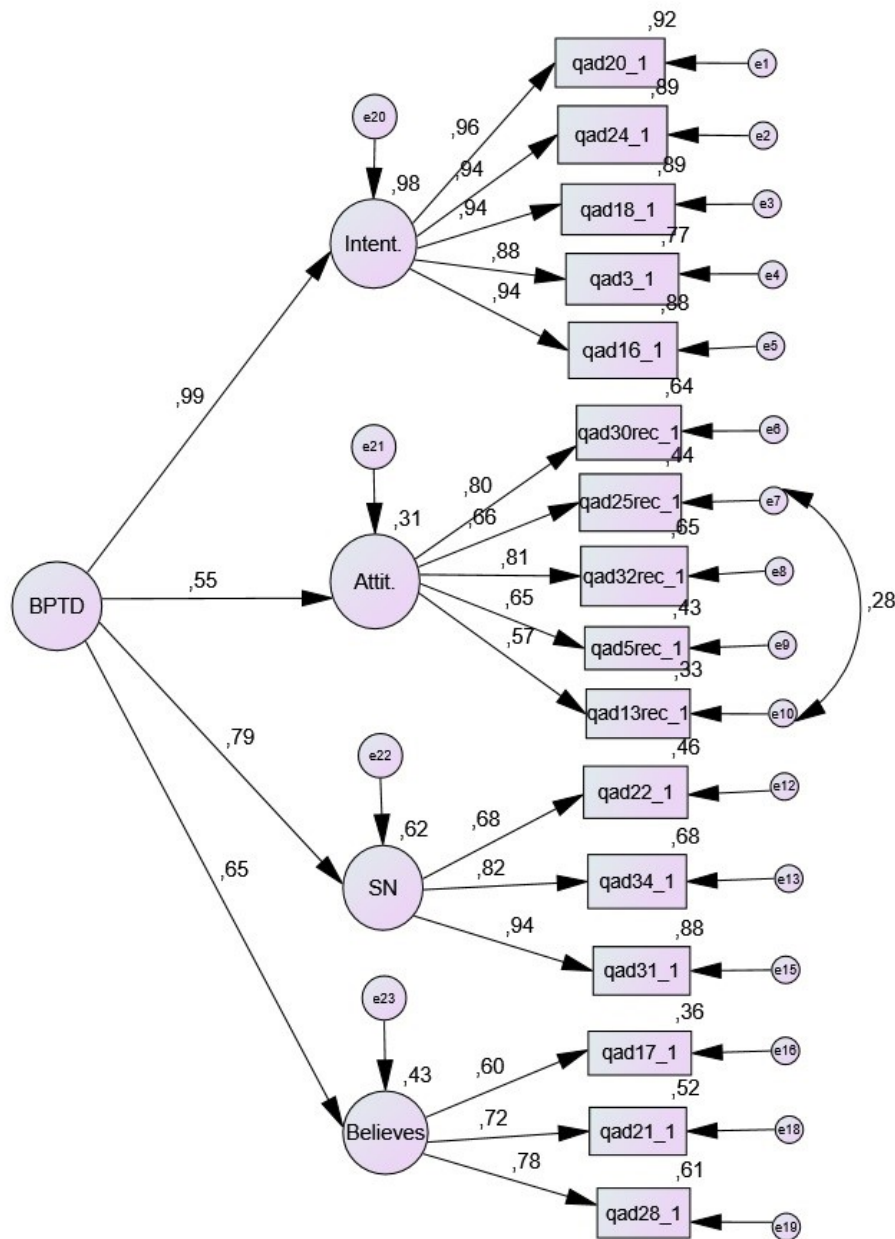 ,92
qad20_1
e1
,89
e20
,96
qad24_1
e2
,94
,89
,98
,94
qad18_1
e3
Intent.
,77
,88
qad3_1
e4
,94
,88
qad16_1
e5
,99
,64
qad30rec_1
e6
e21
,44
,80
qad25rec_1
e7
,31
,66
,65
Attit.
,81
qad32rec_1
e8
,55
,65
,43
,28
BPTD
,57
qad5rec_1
e9
,33
qad13rec_1
e10
,79
,46
e22
qad22_1
e12
,62
,68
,68
SN
,82
qad34_1
e13
,65
,94
,88
qad31_1
e15
e23
,36
qad17_1
e16
,43
,60
,52
Believes
,72
qad21_1
e18
,78
,61
qad28_1
e19